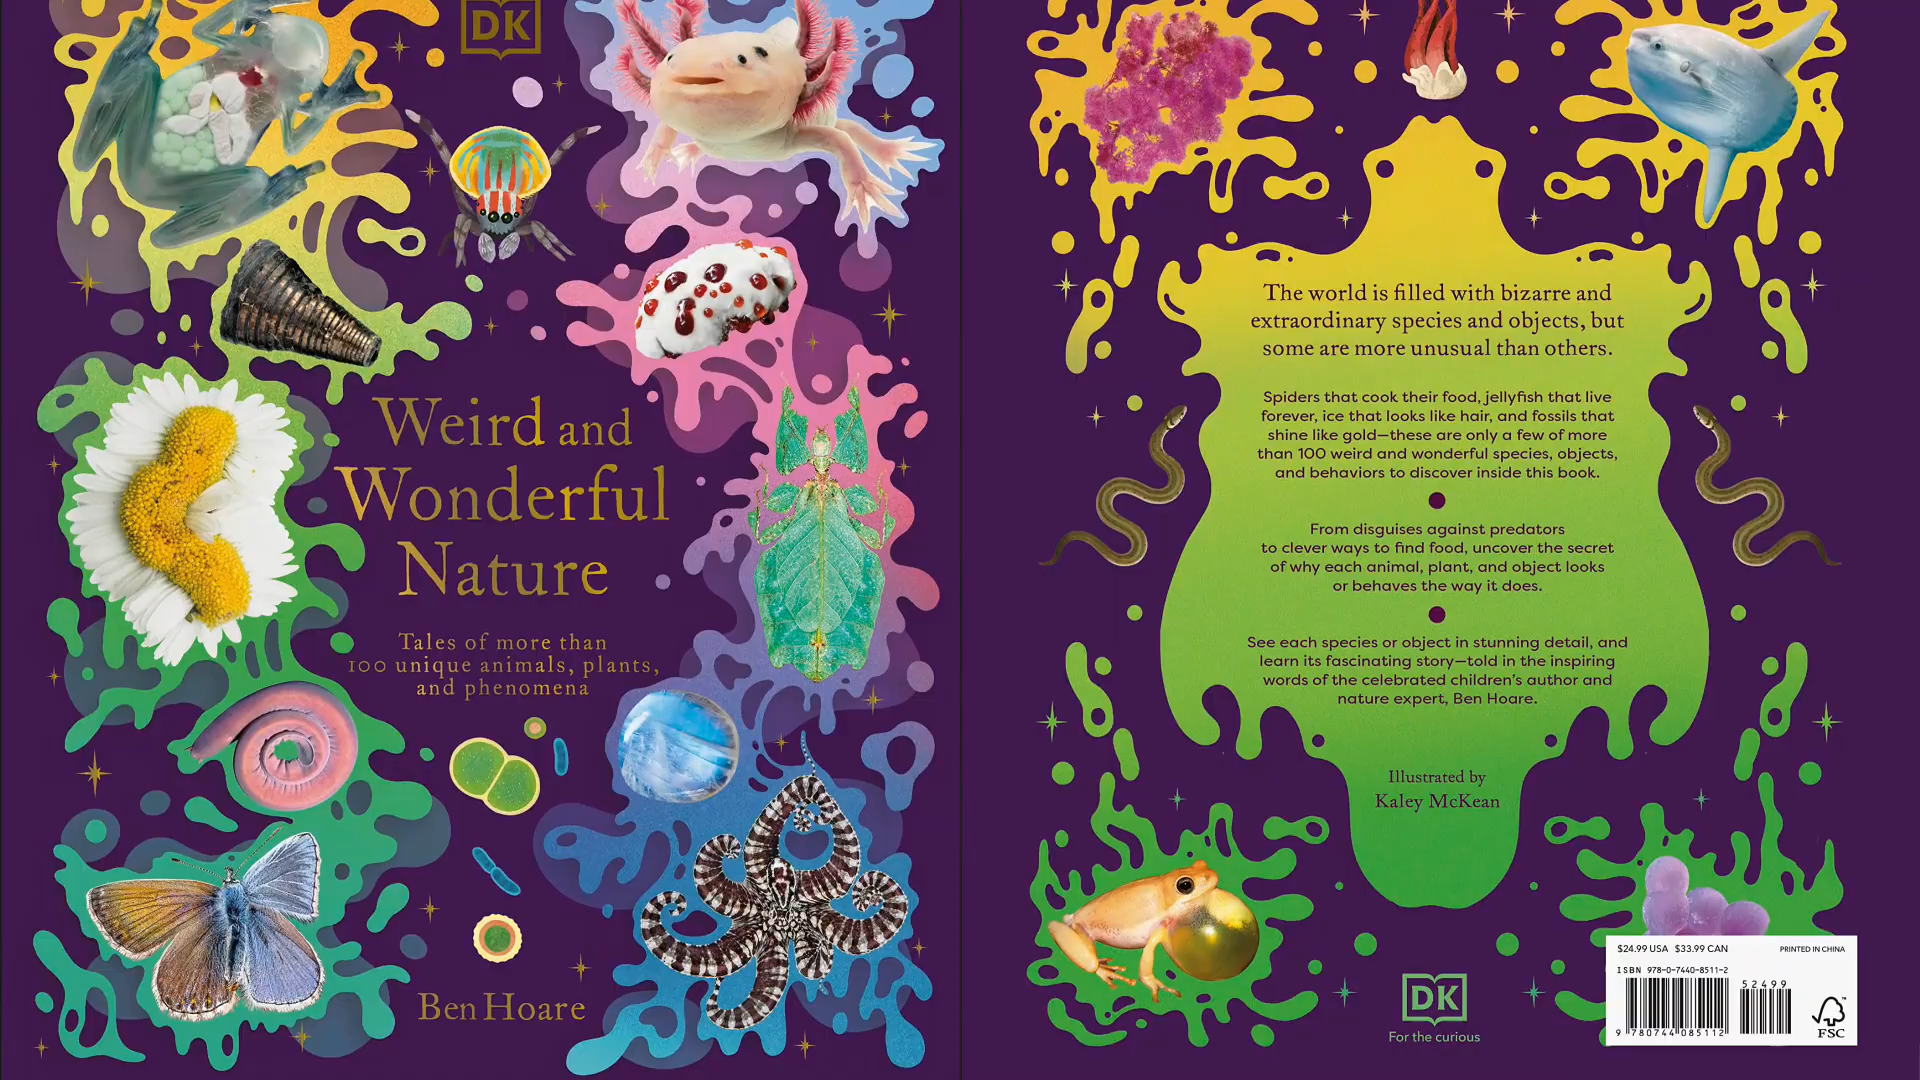 DK
Weird and
Wonderful
Nature
Tales of more than
100 unique animals, plants,
and phenomena
Ben Hoare
The world is filled with bizarre and
extraordinary species and objects, but
some are more unusual than others.
Spiders that cook their food, jellyfish that live
forever, ice that looks like hair, and fossils that
shine like gold—these are only a few of more
than 100 weird and wonderful species, objects,
and behaviors to discover inside this book.
From disguises against predators
to clever ways to find food, uncover the secret
of why each animal, plant, and object looks
or behaves the way it does.
See each species or object in stunning detail, and
learn its fascinating story—told in the inspiring
words of the celebrated children's author and
nature expert, Ben Hoare.
Illustrated by
Kaley McKean
DK
For the curious
$24.99 USA $33.99 CAN
PRINTED IN CHINA
ISBN 978-0-7440-8511-2
52499
9 780744 085112
FSC